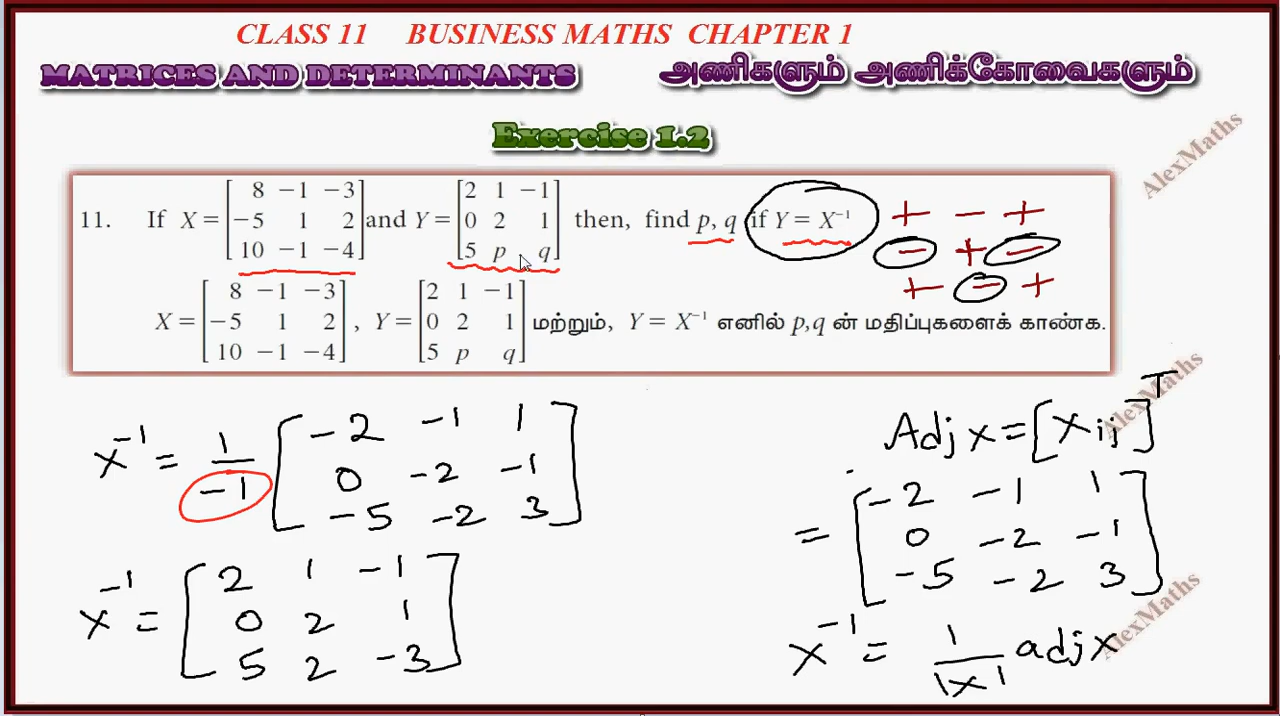 CLASS 11 BUSINESS MATHS CHAPTER 1
MATRICES AND DETERMINANTS அணிகளும் அணிக்கோவைகளும்
Exercise 1.2
11. If X = [8 −1 −3; −5 1 2; 10 −1 −4] and Y = [2 1 −1; 0 2 1; 5 p q] then, find p, q if Y = X⁻¹
+ − +
− + −
+ − +
X = [8 −1 −3; −5 1 2; 10 −1 −4] , Y = [2 1 −1; 0 2 1; 5 p q] மற்றும், Y = X⁻¹ எனில் p,q ன் மதிப்புகளைக் காண்க.
x⁻¹ = 1/−1 [−2 −1 1; 0 −2 −1; −5 −2 3]
x⁻¹ = [2 1 −1; 0 2 1; 5 2 −3]
Adj x = [Xij]ᵀ
= [−2 −1 1; 0 −2 −1; −5 −2 3]
x⁻¹ = 1/|x| adj x
AlexMaths
AlexMaths
AlexMaths